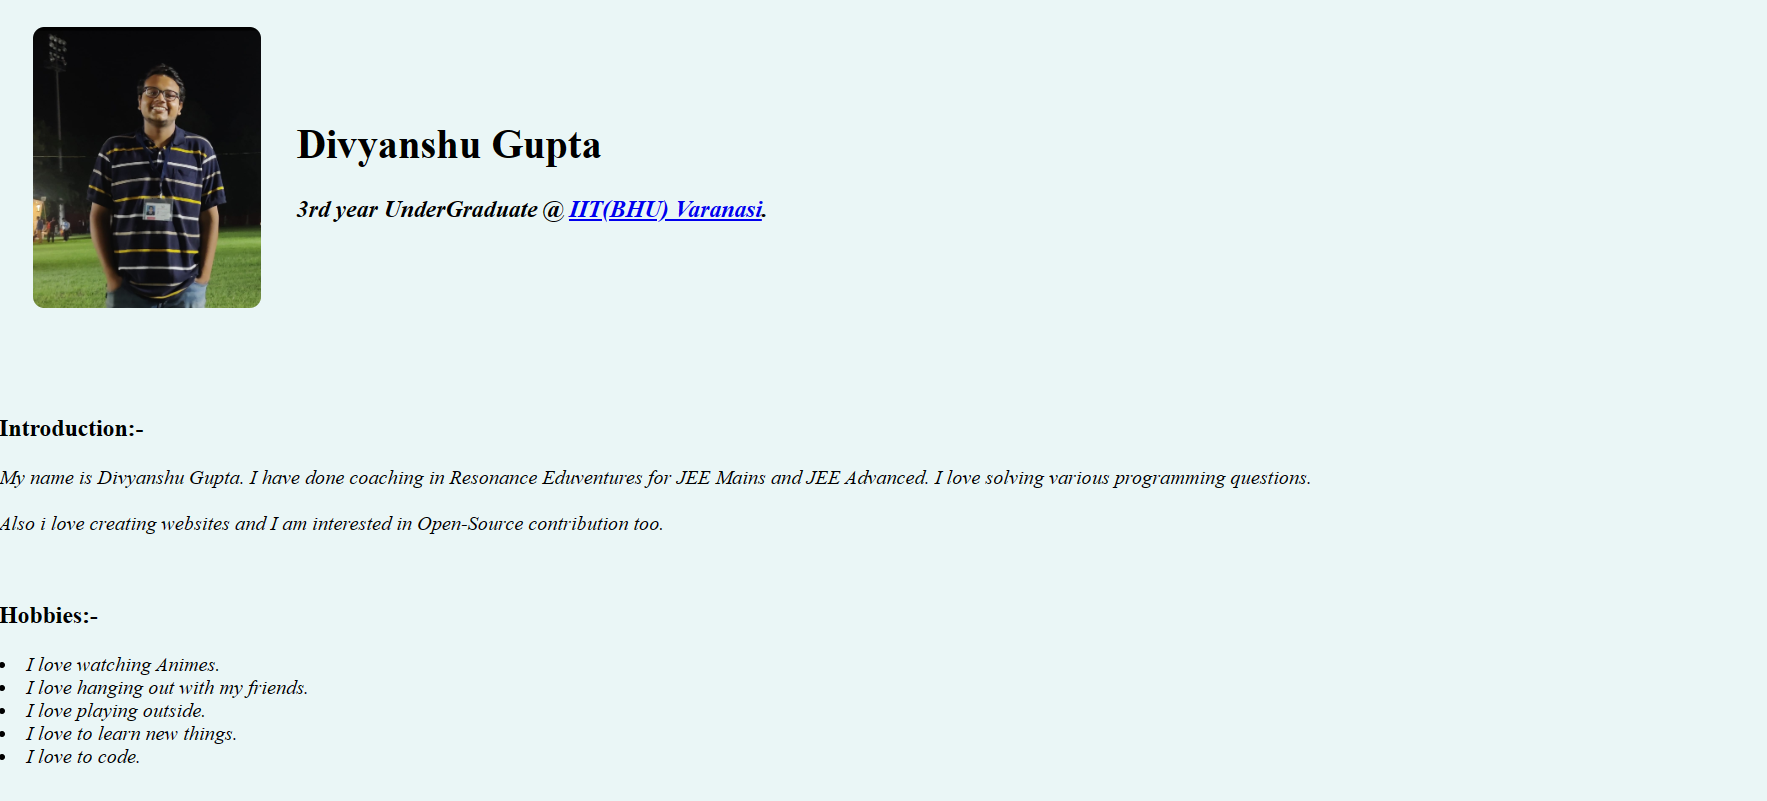 Divyanshu Gupta
3rd year UnderGraduate @ IIT(BHU) Varanasi.
Introduction:-
My name is Divyanshu Gupta. I have done coaching in Resonance Eduventures for JEE Mains and JEE Advanced. I love solving various programming questions.
Also i love creating websites and I am interested in Open-Source contribution too.
Hobbies:-
• I love watching Animes.
• I love hanging out with my friends.
• I love playing outside.
• I love to learn new things.
• I love to code.